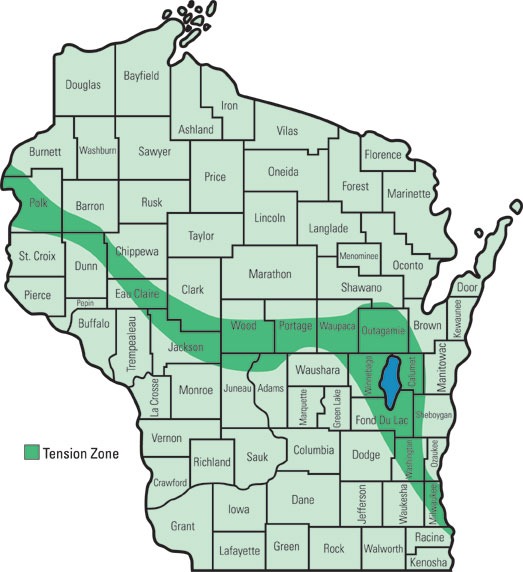 Douglas
Bayfield
Iron
Ashland
Vilas
Burnett
Washburn
Sawyer
Florence
Oneida
Price
Forest
Marinette
Polk
Barron
Rusk
Lincoln
Langlade
Taylor
Chippewa
Menominee
Oconto
St. Croix
Dunn
Marathon
Clark
Shawano
Door
Pierce
Pepin
Eau Claire
Kewaunee
Buffalo
Trempealeau
Jackson
Wood
Portage
Waupaca
Outagamie
Brown
Manitowoc
Winnebago
Calumet
Waushara
La Crosse
Monroe
Juneau
Adams
Marquette
Green Lake
Fond Du Lac
Sheboygan
Vernon
Richland
Sauk
Columbia
Dodge
Washington
Ozaukee
Tension Zone
Crawford
Dane
Jefferson
Waukesha
Milwaukee
Iowa
Grant
Lafayette
Green
Rock
Walworth
Racine
Kenosha